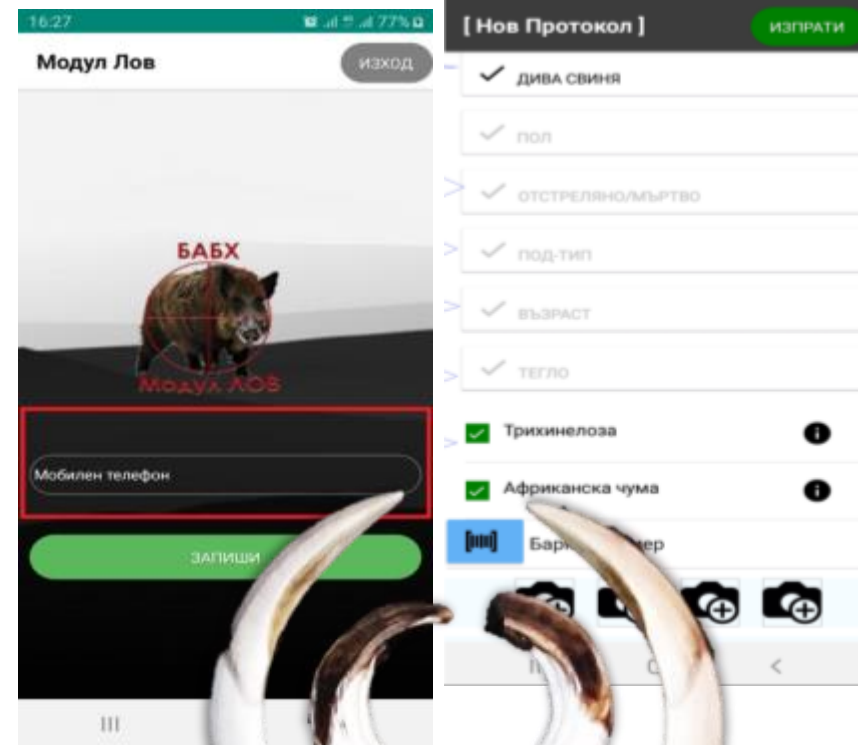 16:27
77%
Модул Лов
ИЗХОД
БАБХ
Модул ЛОВ
Мобилен телефон
ЗАПИШИ
[ Нов Протокол ]
ИЗПРАТИ
ДИВА СВИНЯ
ПОЛ
ОТСТРЕЛЯНО/МЪРТВО
ПОД-ТИП
ВЪЗРАСТ
ТЕГЛО
Трихинелоза
Африканска чума